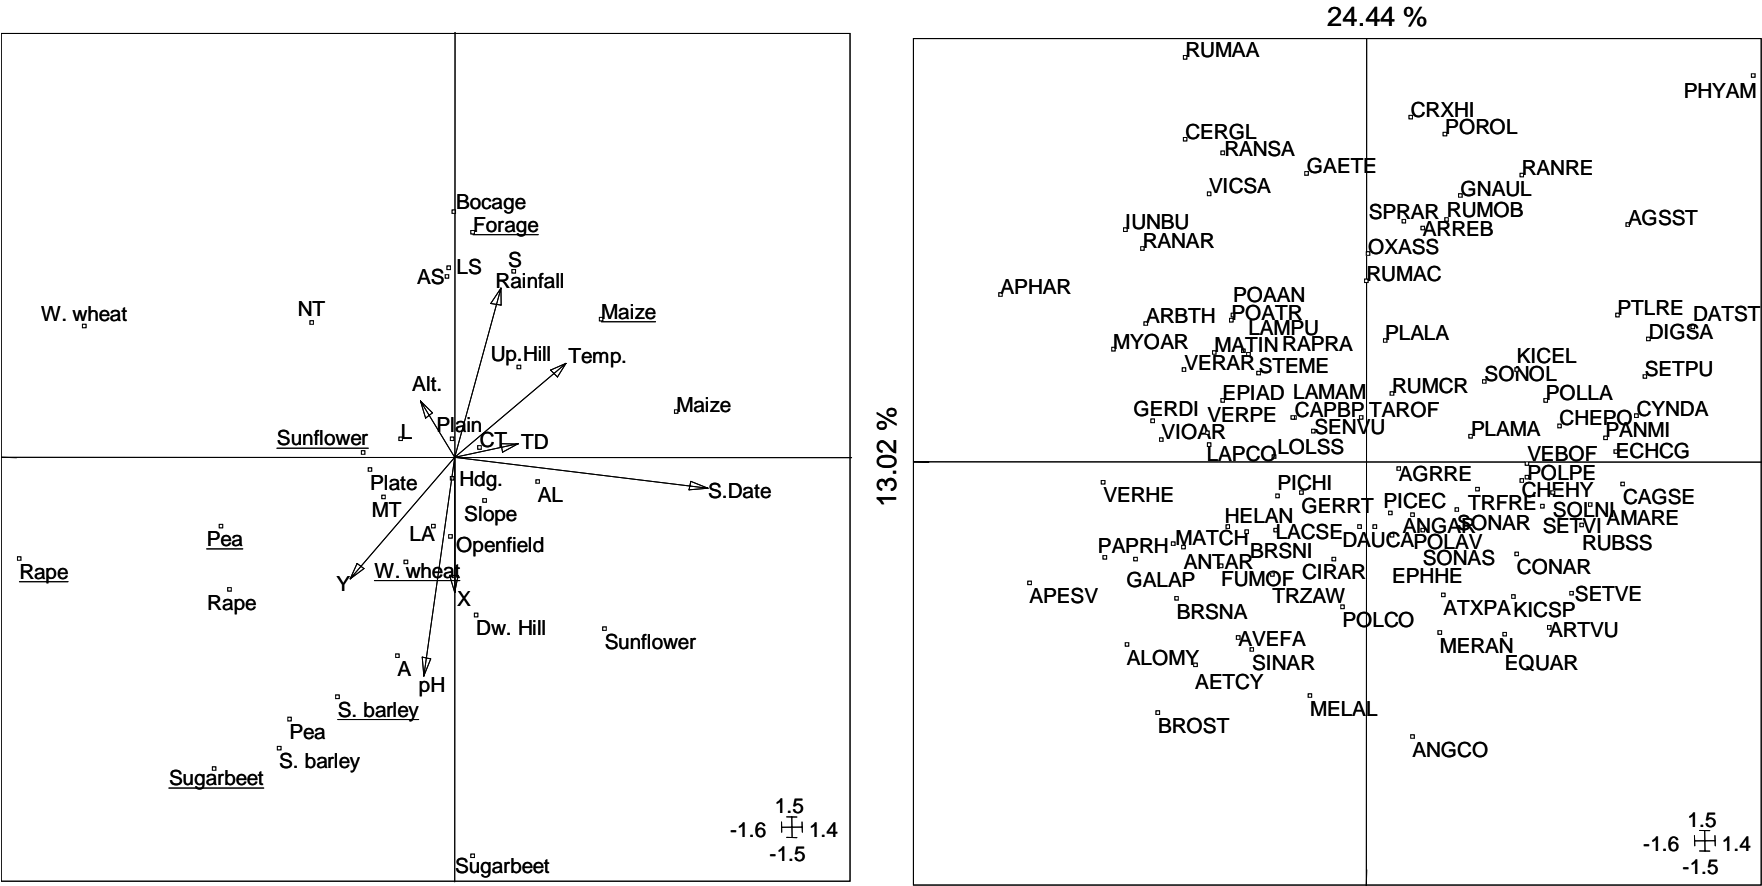 24.44 %
13.02 %
Bocage
Forage
S
AS
LS
Rainfall
W. wheat
NT
Maize
Up.Hill
Temp.
Alt.
Maize
Plain
L
Sunflower
CT
TD
Plate
Hdg.
AL
S.Date
MT
Slope
LA
Pea
Openfield
Rape
W. wheat
Y
Rape
X
Dw. Hill
Sunflower
A
pH
S. barley
Pea
S. barley
Sugarbeet
Sugarbeet
1.5
-1.6
1.4
-1.5
RUMAA
PHYAM
CRXHI
POROL
CERGL
RANSA
GAETE
RANRE
VICSA
GNAUL
SPRAR
RUMOB
AGSST
JUNBU
ARREB
RANAR
OXASS
RUMAC
APHAR
POAAN
PTLRE
DATST
ARBTH
POATR
LAMPU
DIGSA
PLALA
MYOAR
MATIN
RAPRA
KICEL
VERAR
STEME
SONOL
SETPU
RUMCR
EPIAD
LAMAM
POLLA
GERDI
VERPE
CAPBP
TAROF
CHEPO
CYNDA
VIOAR
SENVU
PLAMA
PANMI
LAPCO
LOLSS
VEBOF
ECHCG
AGRRE
POLPE
VERHE
PICHI
CHEHY
CAGSE
GERRT
PICEC
TRFRE
SOLNI
HELAN
AMARE
ANGAR
SONAR
SETVI
MATCH
LACSE
DAUCA
POLAV
RUBSS
PAPRH
BRSNI
SONAS
ANTAR
CONAR
GALAP
FUMOF
CIRAR
EPHHE
APESV
TRZAW
SETVE
BRSNA
ATXPA
KICSP
POLCO
ARTVU
AVEFA
MERAN
ALOMY
SINAR
EQUAR
AETCY
MELAL
BROST
ANGCO
1.5
-1.6
1.4
-1.5